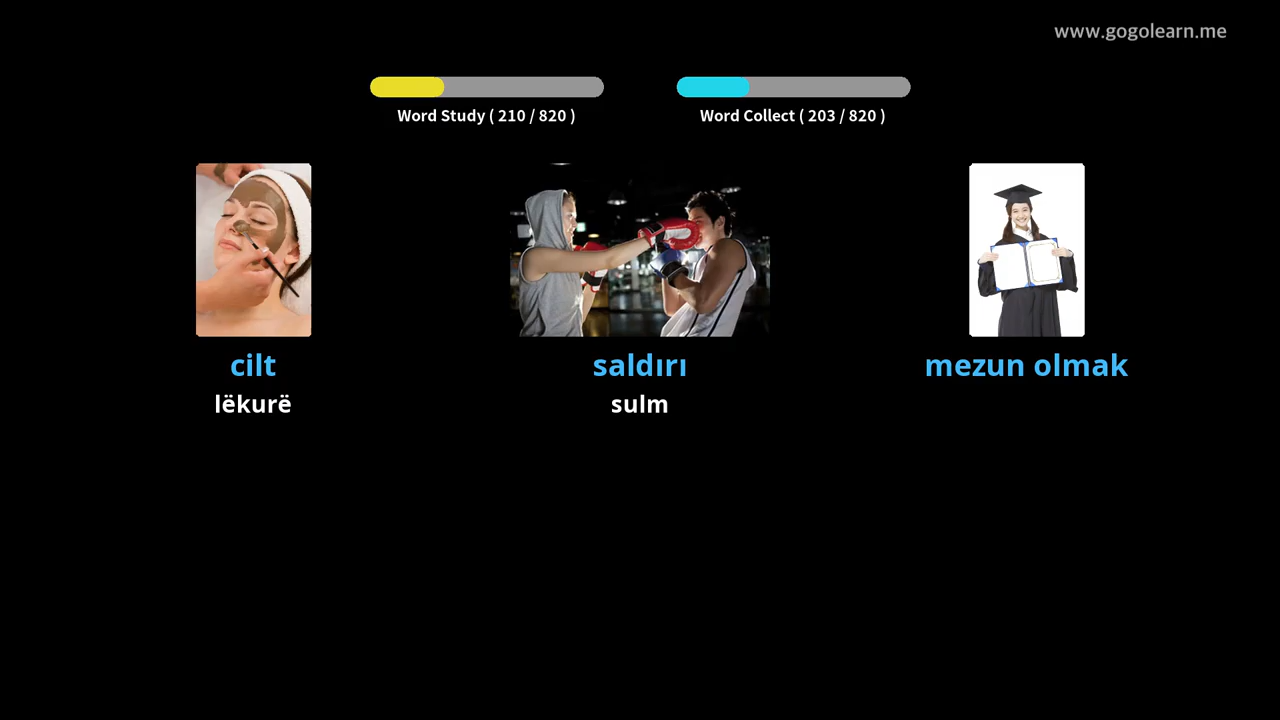 www.gogolearn.me
Word Study ( 210 / 820 )
Word Collect ( 203 / 820 )
cilt
saldırı
mezun olmak
lëkurë
sulm